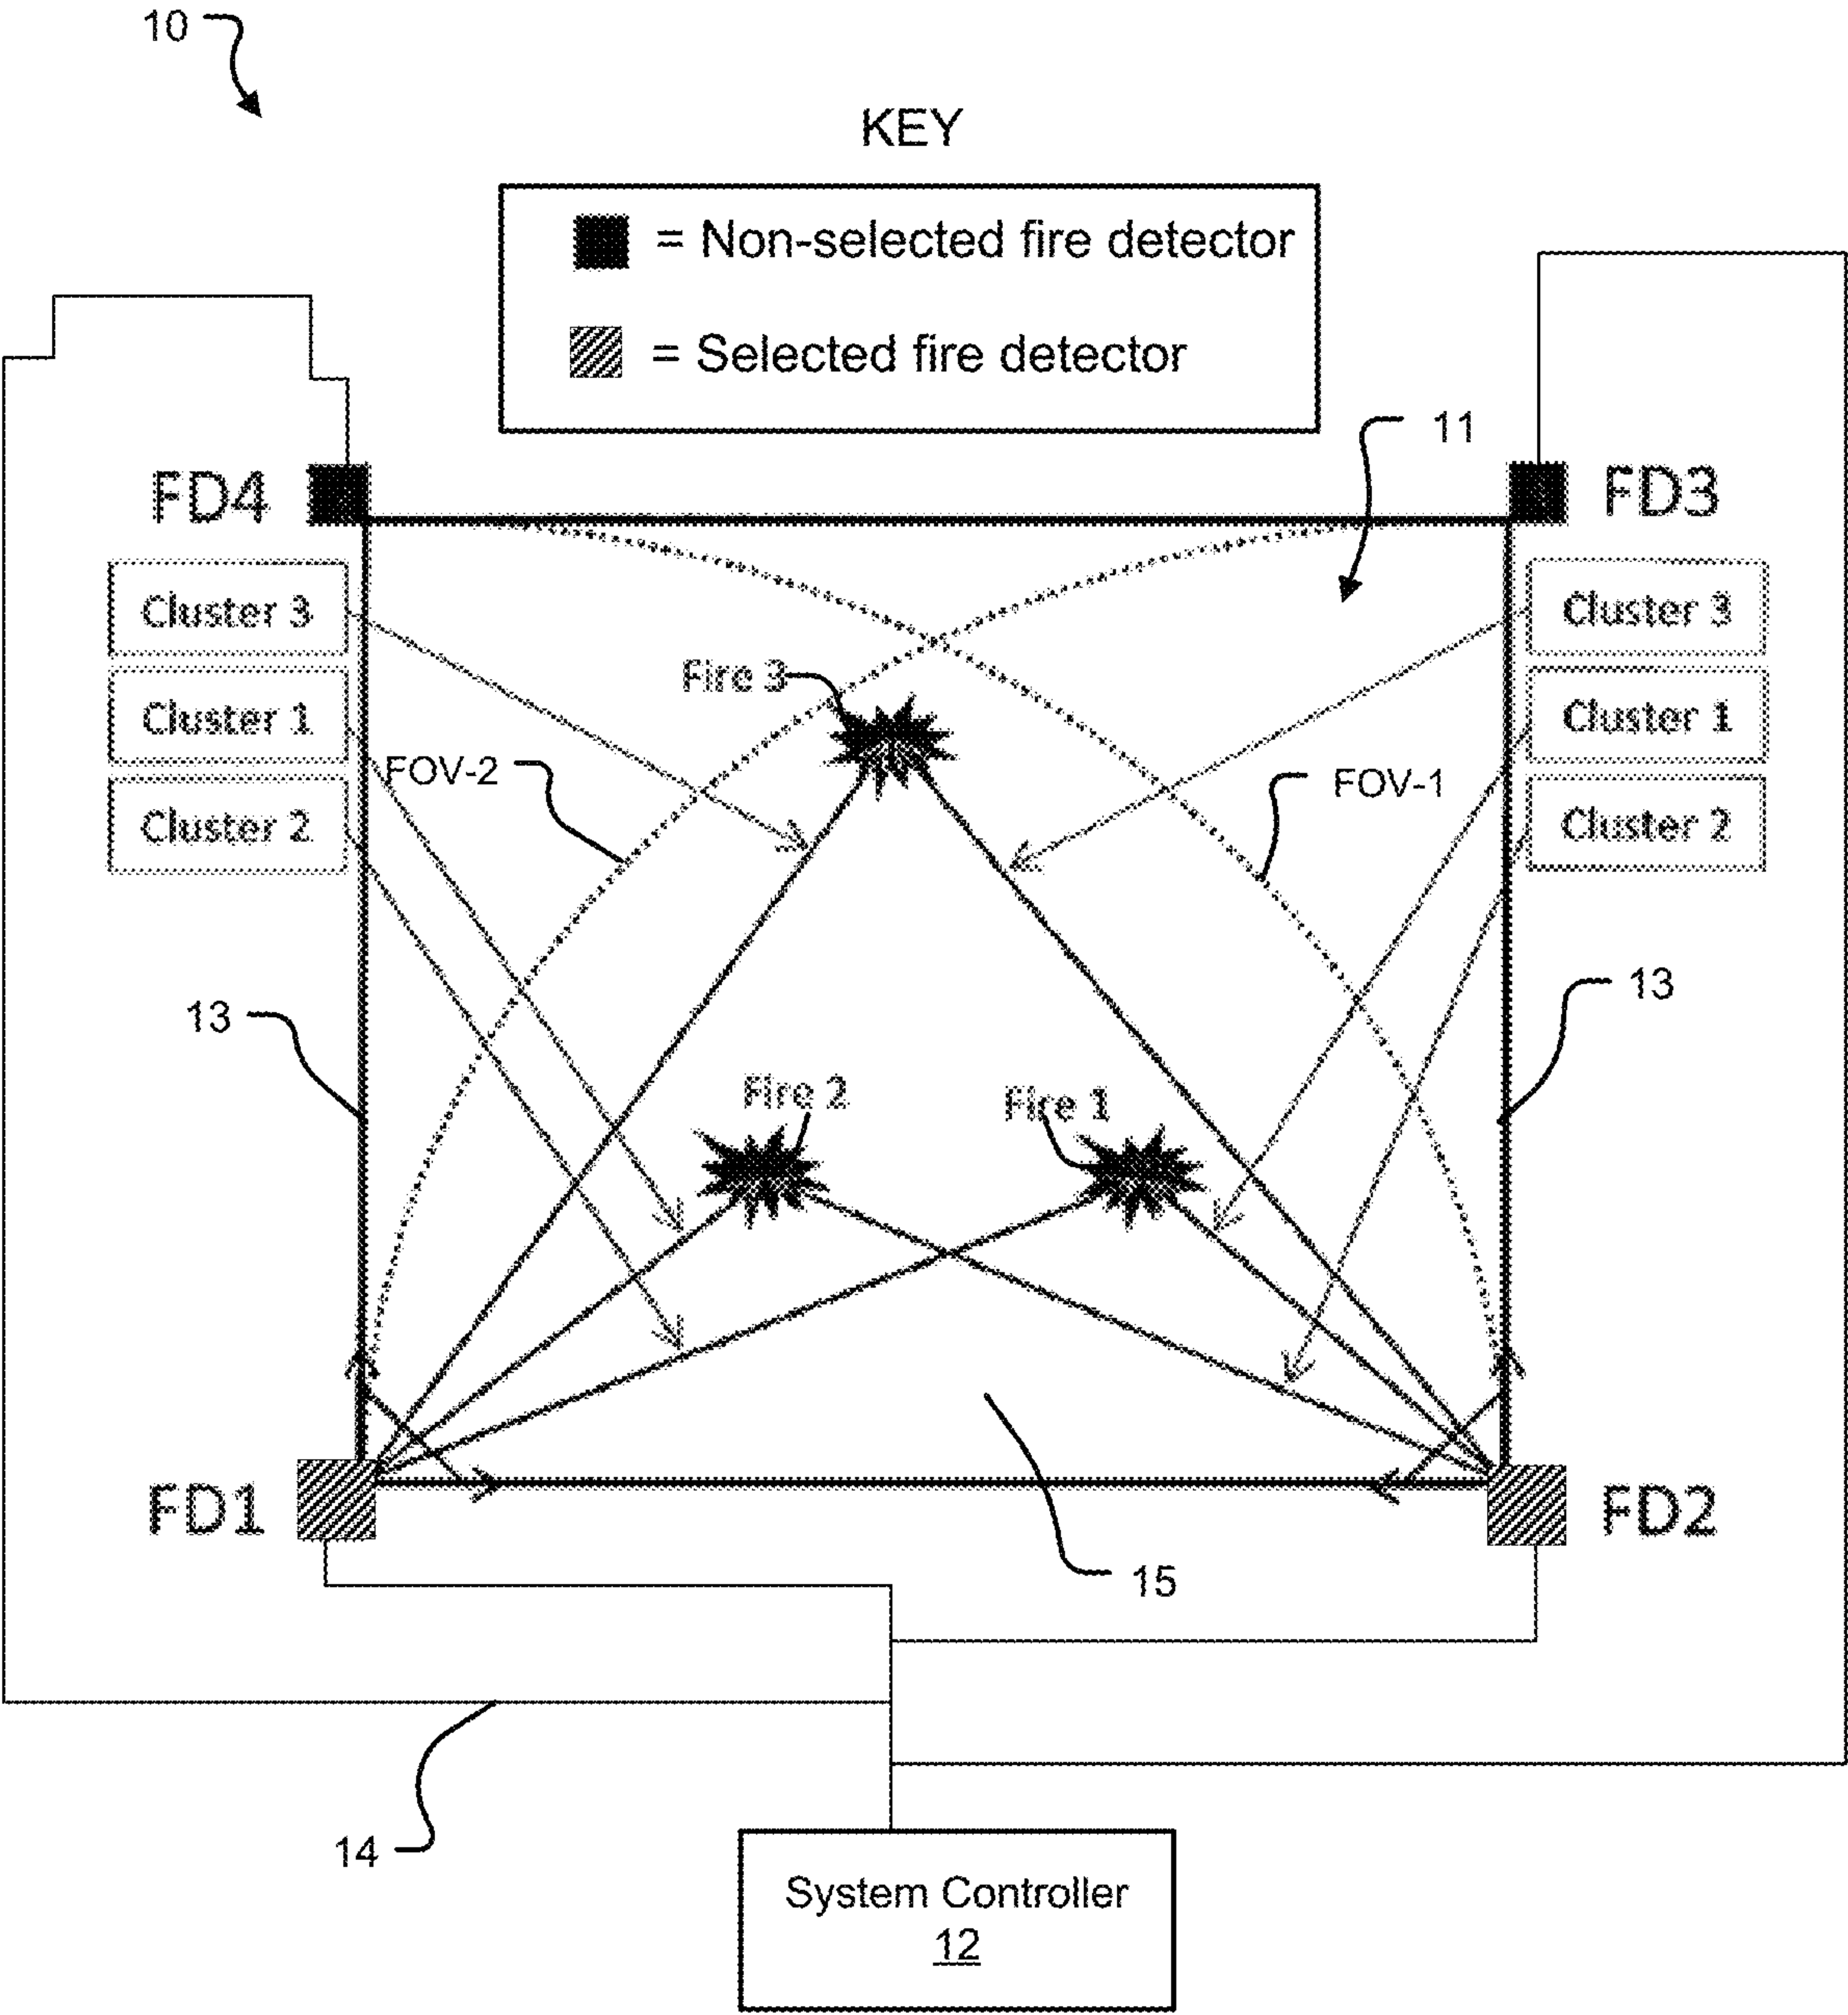 10
KEY
= Non-selected fire detector
= Selected fire detector
11
FD4
FD3
Cluster 3
Cluster 1
Cluster 2
Cluster 3
Cluster 1
Cluster 2
Fire 3
FOV-2
FOV-1
13
13
Fire 2
Fire 1
FD1
FD2
15
14
System Controller
12